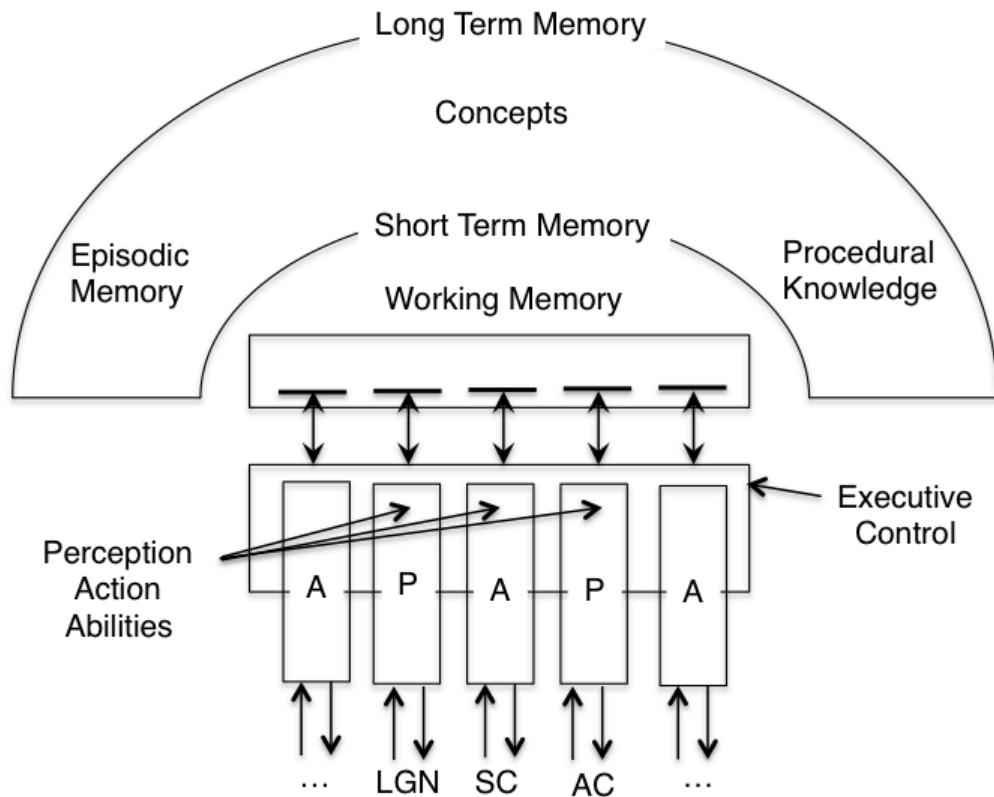 Long Term Memory
Concepts
Short Term Memory
Episodic
Memory
Procedural
Knowledge
Working Memory
Executive
Control
Perception
Action
Abilities
A
P
A
P
A
...
LGN
SC
AC
...